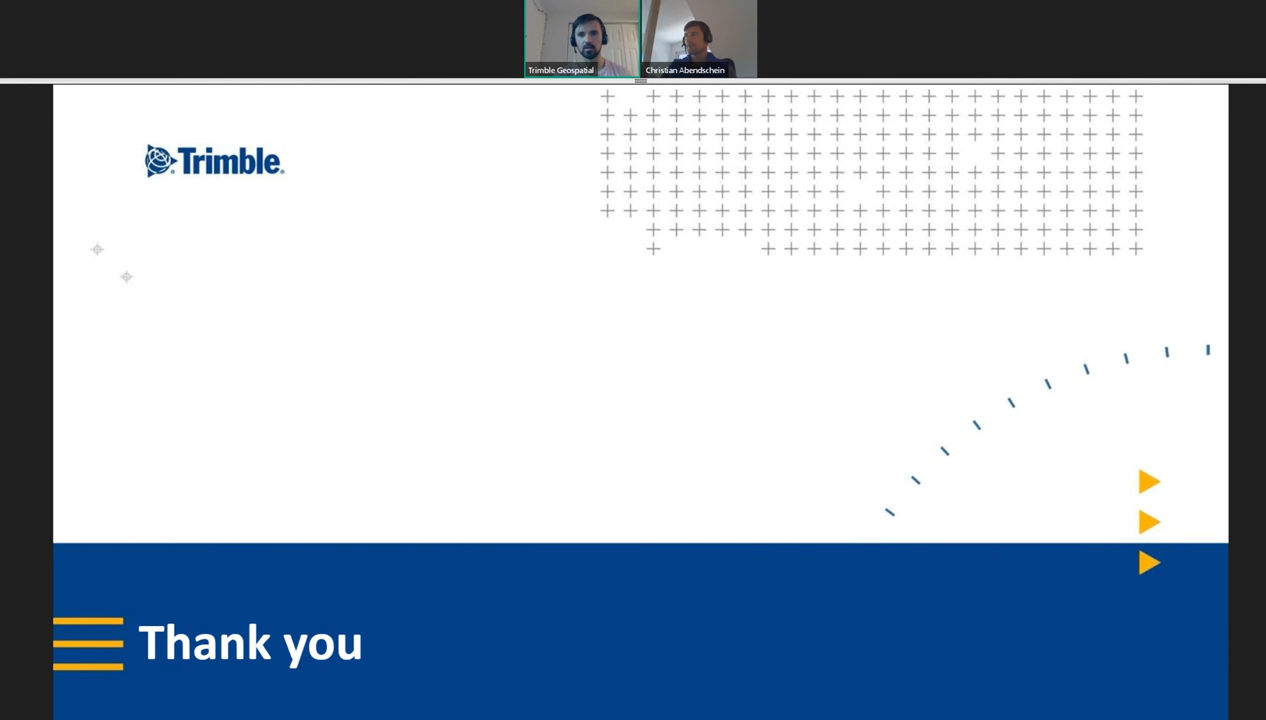 Trimble Geospatial
Christian Abendschein
Trimble
Thank you